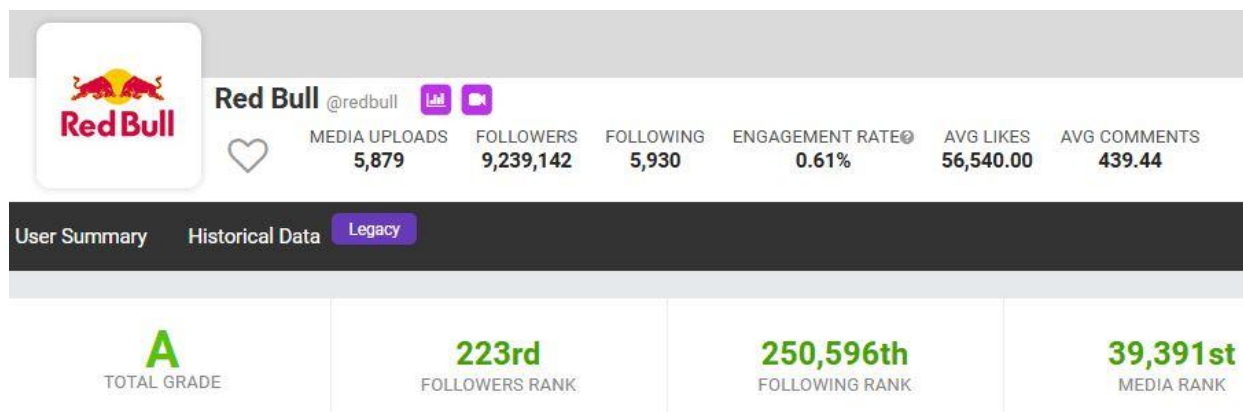 Red Bull
Red Bull @redbull
MEDIA UPLOADS FOLLOWERS FOLLOWING ENGAGEMENT RATE AVG LIKES AVG COMMENTS
5,879 9,239,142 5,930 0.61% 56,540.00 439.44
User Summary Historical Data Legacy
A 223rd 250,596th 39,391st
TOTAL GRADE FOLLOWERS RANK FOLLOWING RANK MEDIA RANK